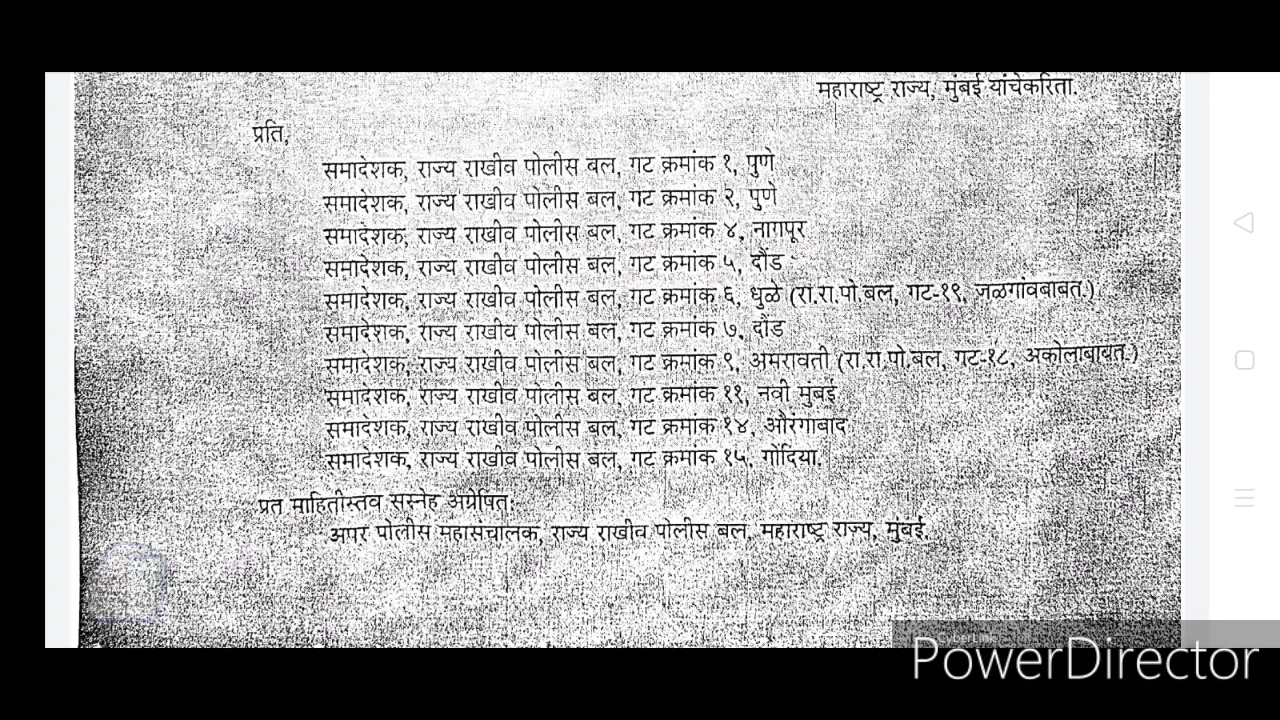 महाराष्ट्र राज्य, मुंबई यांचेकरिता.
प्रति,
समादेशक, राज्य राखीव पोलीस बल, गट क्रमांक १, पुणे
समादेशक, राज्य राखीव पोलीस बल, गट क्रमांक २, पुणे
समादेशक, राज्य राखीव पोलीस बल, गट क्रमांक ४, नागपूर
समादेशक, राज्य राखीव पोलीस बल, गट क्रमांक ५, दौंड
समादेशक, राज्य राखीव पोलीस बल, गट क्रमांक ६, धुळे (रा.रा.पो.बल, गट-१९, जळगांवबाबत.)
समादेशक, राज्य राखीव पोलीस बल, गट क्रमांक ७, दौंड
समादेशक, राज्य राखीव पोलीस बल, गट क्रमांक ९, अमरावती (रा.रा.पो.बल, गट-१८, अकोलाबाबत.)
समादेशक, राज्य राखीव पोलीस बल, गट क्रमांक ११, नवी मुंबई
समादेशक, राज्य राखीव पोलीस बल, गट क्रमांक १४, औरंगाबाद
समादेशक, राज्य राखीव पोलीस बल, गट क्रमांक १५, गोंदिया.
प्रत माहितीस्तव सस्नेह अग्रेषित:
अपर पोलीस महासंचालक, राज्य राखीव पोलीस बल, महाराष्ट्र राज्य, मुंबई.
CyberLink
PowerDirector